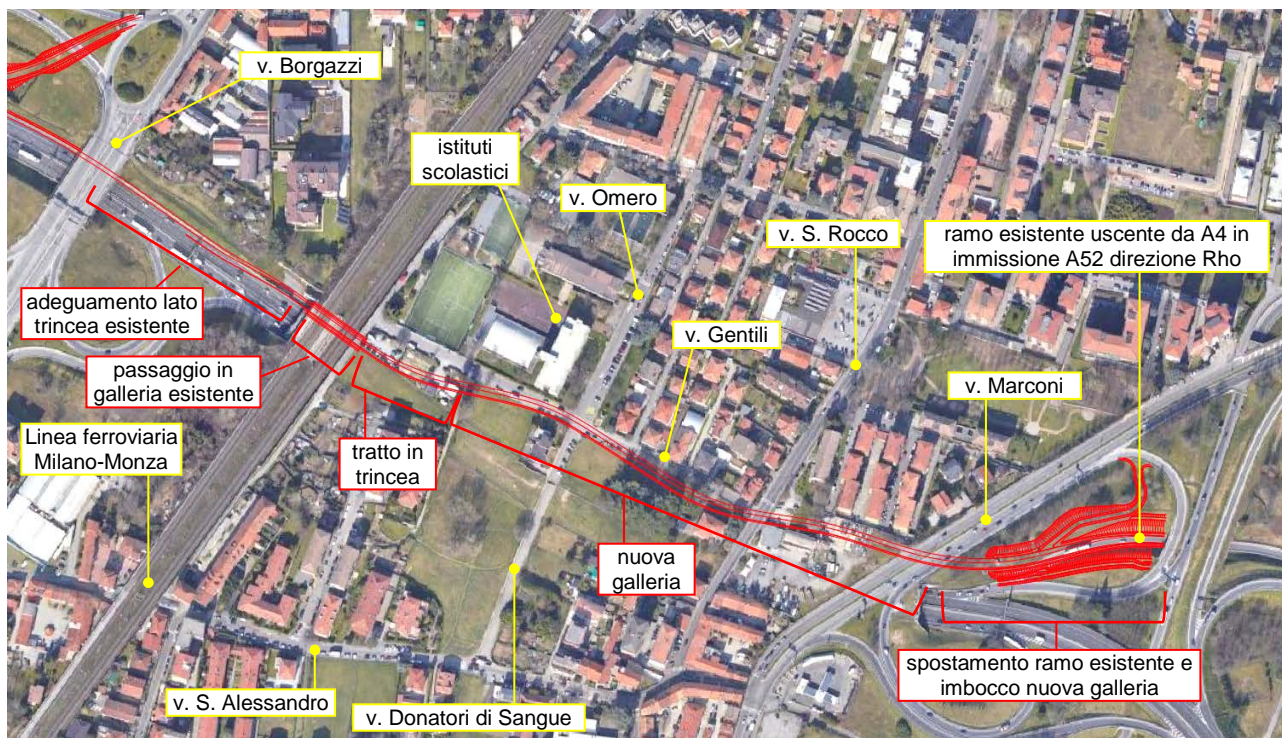 v. Borgazzi
istituti
scolastici
v. Omero
v. S. Rocco
ramo esistente uscente da A4 in
immissione A52 direzione Rho
adeguamento lato
trincea esistente
v. Gentili
passaggio in
galleria esistente
v. Marconi
Linea ferroviaria
Milano-Monza
tratto in
trincea
nuova
galleria
spostamento ramo esistente e
imbocco nuova galleria
v. S. Alessandro
v. Donatori di Sangue